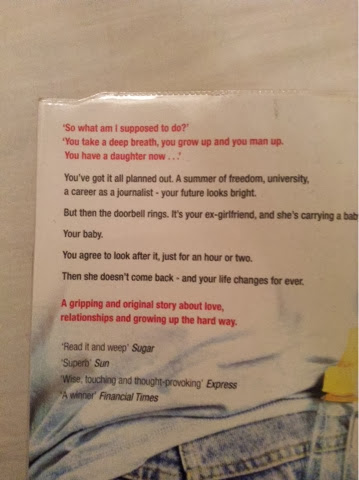 ‘So what am I supposed to do?’
‘You take a deep breath, you grow up and you man up.
You have a daughter now . . .’
You’ve got it all planned out. A summer of freedom, university,
a career as a journalist - your future looks bright.
But then the doorbell rings. It’s your ex-girlfriend, and she’s carrying a
Your baby.
You agree to look after it, just for an hour or two.
Then she doesn’t come back - and your life changes for ever.
A gripping and original story about love,
relationships and growing up the hard way.
‘Read it and weep’ Sugar
‘Superb’ Sun
‘Wise, touching and thought-provoking’ Express
‘A winner’ Financial Times